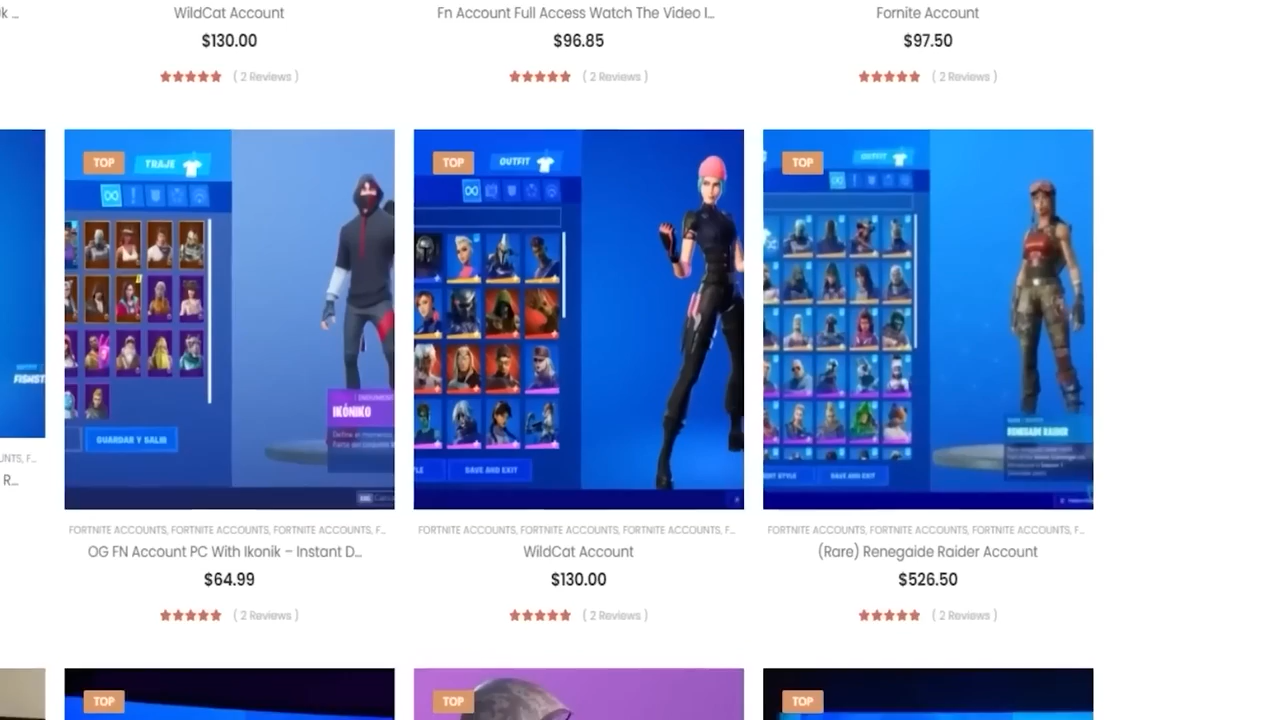 WildCat Account
Fn Account Full Access Watch The Video I...
Fornite Account
$130.00
$96.85
$97.50
( 2 Reviews )
( 2 Reviews )
( 2 Reviews )
TOP
TRAJE
TOP
OUTFIT
TOP
OUTFIT
FISHST
IKÓNIKO
GUARDAR Y SALIR
SAVE AND EXIT
RENEGADE RAIDER
SAVE AND EXIT
UNTS, F...
R...
FORTNITE ACCOUNTS, FORTNITE ACCOUNTS, FORTNITE ACCOUNTS, F...
FORTNITE ACCOUNTS, FORTNITE ACCOUNTS, FORTNITE ACCOUNTS, F...
FORTNITE ACCOUNTS, FORTNITE ACCOUNTS, FORTNITE ACCOUNTS, F...
OG FN Account PC With Ikonik – Instant D...
WildCat Account
(Rare) Renegaide Raider Account
$64.99
$130.00
$526.50
( 2 Reviews )
( 2 Reviews )
( 2 Reviews )
TOP
TOP
TOP